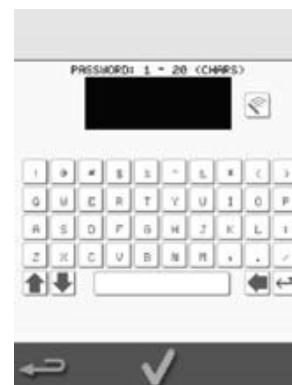 PASSWORD: 1 - 20 (CHARS)
! @ # $ % ^ & * ( )
Q W E R T Y U I O P
A S D F G H J K L :
Z X C V B N M , . /